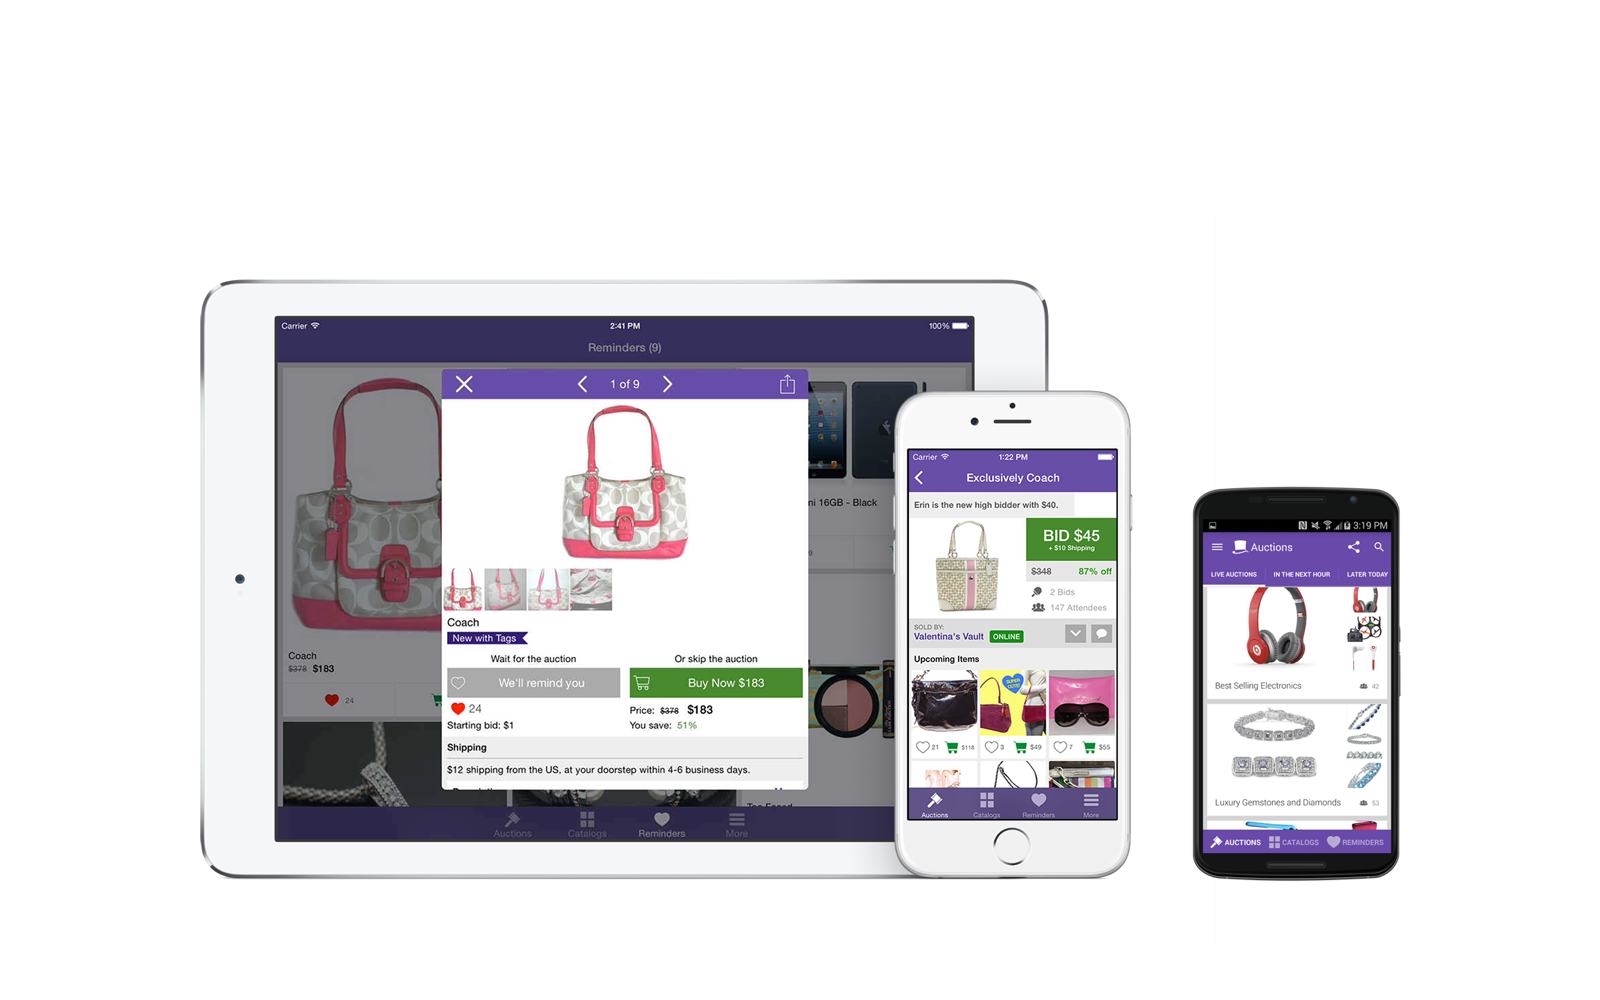 Carrier 2:41 PM 100%
Reminders (9)
1 of 9
mi 16GB - Black
Coach
$378 $183
24
Coach
New with Tags
Wait for the auction Or skip the auction
We'll remind you Buy Now $183
24 Price: $378 $183
Starting bid: $1 You save: 51%
Shipping
$12 shipping from the US, at your doorstep within 4-6 business days.
Auctions Catalogs Reminders More
Carrier 1:22 PM
Exclusively Coach
Erin is the new high bidder with $40.
BID $45
+ $10 Shipping
$348 87% off
2 Bids
147 Attendees
SOLD BY:
Valentina's Vault ONLINE
Upcoming Items
SUPER CUTE!
21 $118 3 $49 7 $55
Auctions Catalogs Reminders More
3:19 PM
Auctions
LIVE AUCTIONS IN THE NEXT HOUR LATER TODAY
Best Selling Electronics 42
Luxury Gemstones and Diamonds 53
AUCTIONS CATALOGS REMINDERS